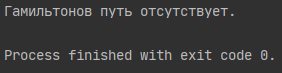 Гамильтонов путь отсутствует.
Process finished with exit code 0.